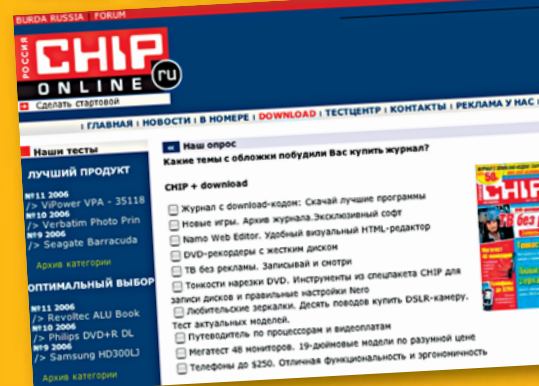 BURDA RUSSIA | FORUM
РОССИЯ
CHIP
ONLINE ru
Сделать стартовой
ГЛАВНАЯ | НОВОСТИ | В НОМЕРЕ | DOWNLOAD | ТЕСТЦЕНТР | КОНТАКТЫ | РЕКЛАМА У НАС |
Наши тесты
ЛУЧШИЙ ПРОДУКТ
№11 2006
/> ViPower VPA - 35118
№10 2006
/> Verbatim Photo Prin
№9 2006
/> Seagate Barracuda
Архив категории
ОПТИМАЛЬНЫЙ ВЫБОР
№11 2006
/> Revoltec ALU Book
№10 2006
/> Philips DVD+R DL
№9 2006
/> Samsung HD300LJ
Архив категории
« Наш опрос
Какие темы с обложки побудили Вас купить журнал?
CHIP + download
Журнал с download-кодом: Скачай лучшие программы
Новые игры. Архив журнала.Эксклюзивный софт
Namo Web Editor. Удобный визуальный HTML-редактор
DVD-рекордеры с жестким диском
ТВ без рекламы. Записывай и смотри
Тонкости нарезки DVD. Инструменты из спецпакета CHIP для
записи дисков и правильные настройки Nero
Любительские зеркалки. Десять поводов купить DSLR-камеру.
Тест актуальных моделей.
Путеводитель по процессорам и видеоплатам
Мегатест 48 мониторов. 19-дюймовые модели по разумной цене
Телефоны до $250. Отличная функциональность и эргономичность
CHIP
ТВ без